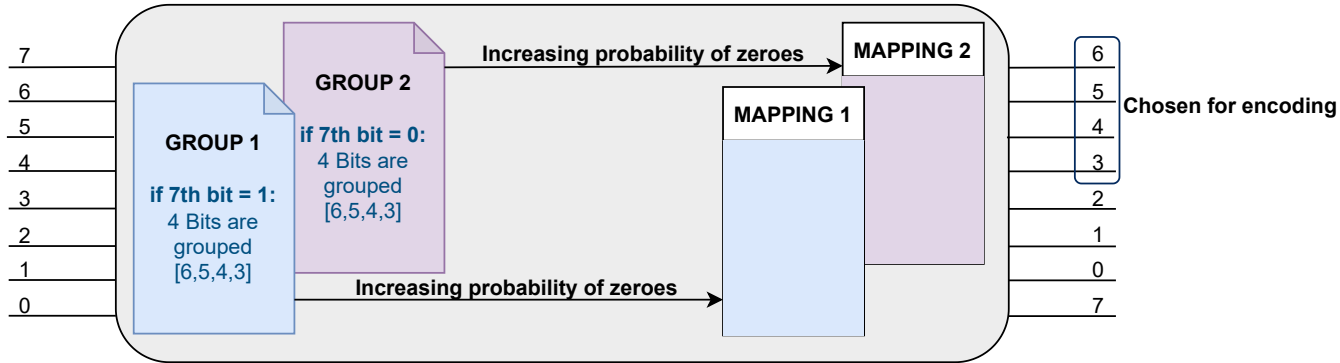 7
6
5
4
3
2
1
0
GROUP 1
if 7th bit = 1:
4 Bits are
grouped
[6,5,4,3]
GROUP 2
if 7th bit = 0:
4 Bits are
grouped
[6,5,4,3]
Increasing probability of zeroes
Increasing probability of zeroes
MAPPING 1
MAPPING 2
6
5
4
3
2
1
0
7
Chosen for encoding